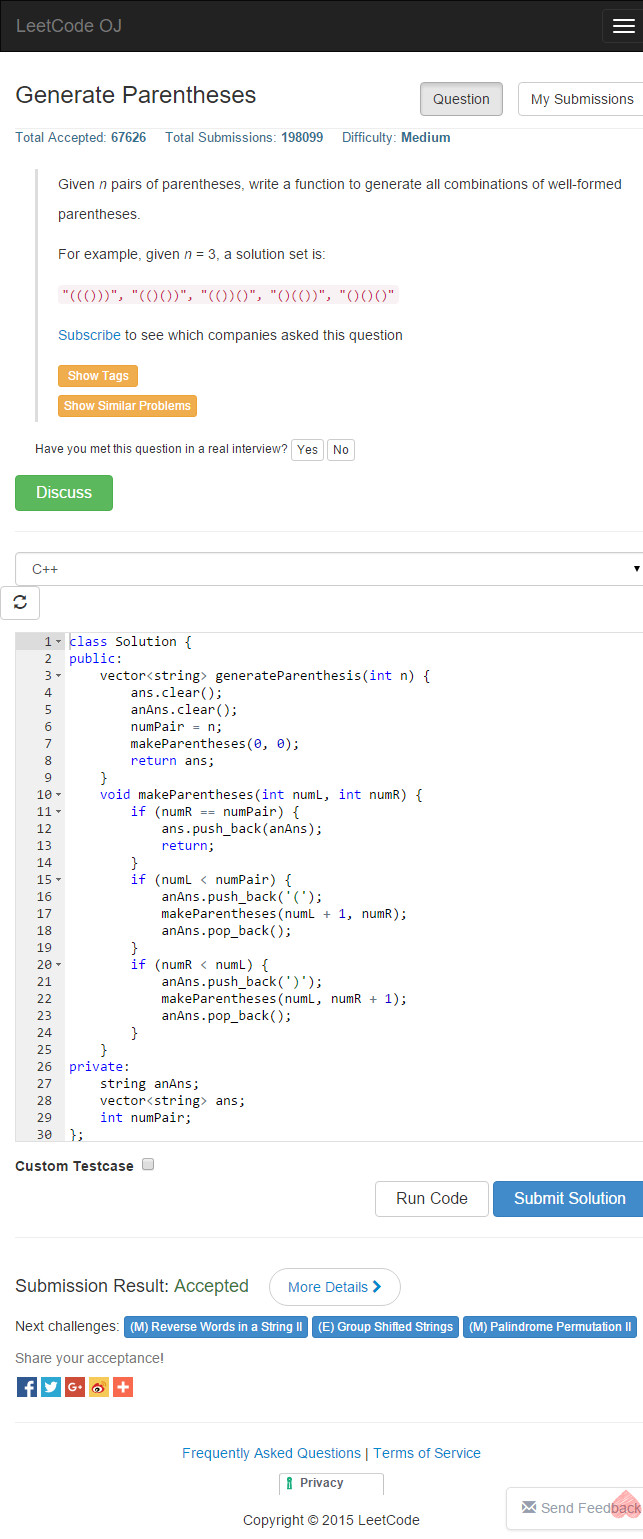 LeetCode OJ
Generate Parentheses
Question
My Submissions
Total Accepted: 67626 Total Submissions: 198099 Difficulty: Medium
Given n pairs of parentheses, write a function to generate all combinations of well-formed
parentheses.
For example, given n = 3, a solution set is:
"((()))", "(()())", "(())()", "()(())", "()()()"
Subscribe to see which companies asked this question
Show Tags
Show Similar Problems
Have you met this question in a real interview? Yes No
Discuss
C++
1 class Solution {
2 public:
3     vector<string> generateParenthesis(int n) {
4         ans.clear();
5         anAns.clear();
6         numPair = n;
7         makeParentheses(0, 0);
8         return ans;
9     }
10     void makeParentheses(int numL, int numR) {
11         if (numR == numPair) {
12             ans.push_back(anAns);
13             return;
14         }
15         if (numL < numPair) {
16             anAns.push_back('(');
17             makeParentheses(numL + 1, numR);
18             anAns.pop_back();
19         }
20         if (numR < numL) {
21             anAns.push_back(')');
22             makeParentheses(numL, numR + 1);
23             anAns.pop_back();
24         }
25     }
26 private:
27     string anAns;
28     vector<string> ans;
29     int numPair;
30 };
Custom Testcase
Run Code
Submit Solution
Submission Result: Accepted More Details
Next challenges: (M) Reverse Words in a String II (E) Group Shifted Strings (M) Palindrome Permutation II
Share your acceptance!
Frequently Asked Questions | Terms of Service
Privacy
Send Feedback
Copyright © 2015 LeetCode